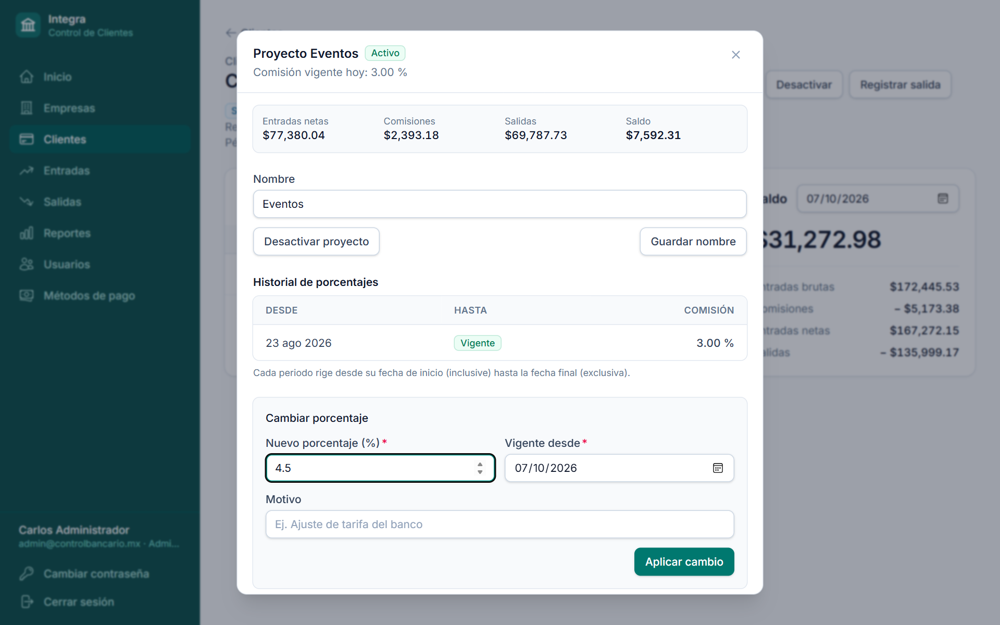 Integra
Control de Clientes
Inicio
Empresas
Clientes
Entradas
Salidas
Reportes
Usuarios
Métodos de pago
Carlos Administrador
admin@controlbancario.mx · Admi...
Cambiar contraseña
Cerrar sesión
Desactivar
Registrar salida
aldo
07/10/2026
$31,272.98
ntradas brutas
$172,445.53
omisiones
– $5,173.38
ntradas netas
$167,272.15
alidas
– $135,999.17
Proyecto Eventos
Activo
Comisión vigente hoy: 3.00 %
Entradas netas
$77,380.04
Comisiones
$2,393.18
Salidas
$69,787.73
Saldo
$7,592.31
Nombre
Eventos
Desactivar proyecto
Guardar nombre
Historial de porcentajes
DESDE
HASTA
COMISIÓN
23 ago 2026
Vigente
3.00 %
Cada periodo rige desde su fecha de inicio (inclusive) hasta la fecha final (exclusiva).
Cambiar porcentaje
Nuevo porcentaje (%) *
4.5
Vigente desde *
07/10/2026
Motivo
Ej. Ajuste de tarifa del banco
Aplicar cambio